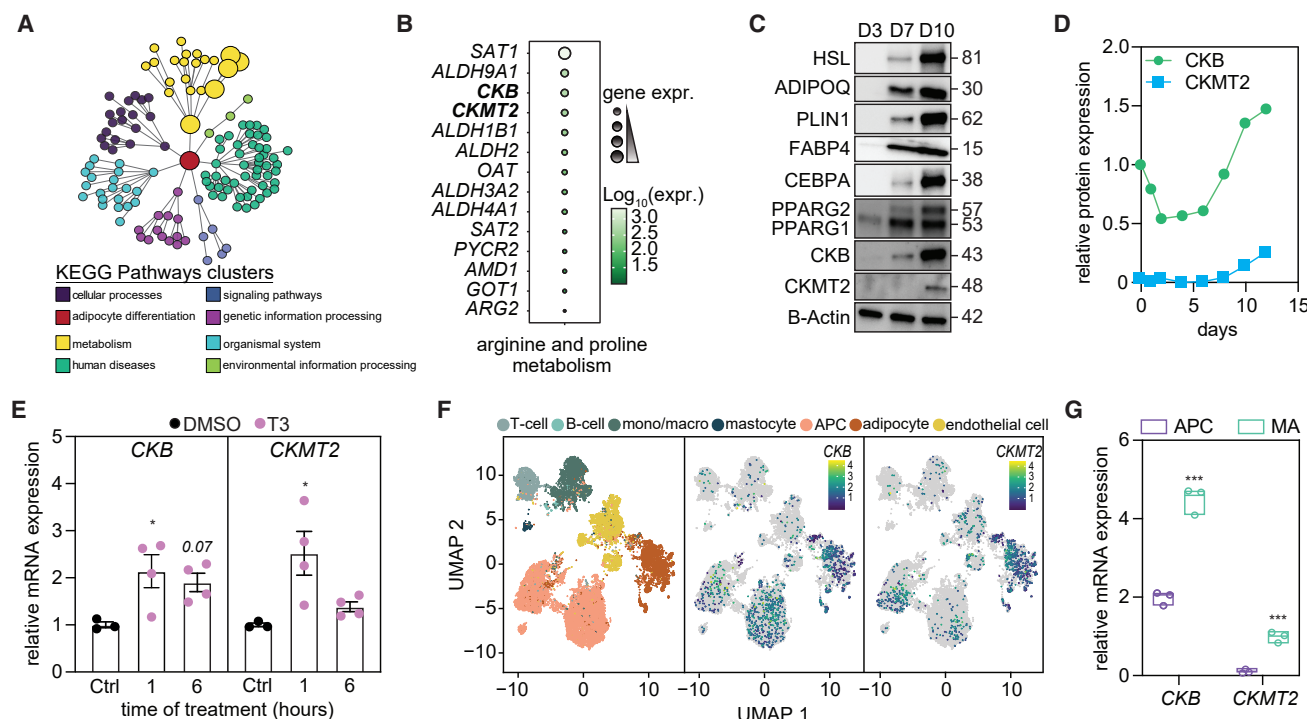 A
KEGG Pathways clusters
cellular processes
signaling pathways
adipocyte differentiation
genetic information processing
metabolism
organismal system
human diseases
environmental information processing
B
SAT1
ALDH9A1
CKB
CKMT2
ALDH1B1
ALDH2
OAT
ALDH3A2
ALDH4A1
SAT2
PYCR2
AMD1
GOT1
ARG2
arginine and proline
metabolism
gene expr.
Log10(expr.)
3.0
2.5
2.0
1.5
C
D3 D7 D10
HSL 81
ADIPOQ 30
PLIN1 62
FABP4 15
CEBPA 38
PPARG2 57
PPARG1 53
CKB 43
CKMT2 48
B-Actin 42
D
relative protein expression
2.0
1.5
1.0
0.5
0
CKB
CKMT2
0 5 10 15
days
E
DMSO T3
relative mRNA expression
5
4
3
2
1
0
CKB CKMT2
*
0.07
*
Ctrl 1 6 Ctrl 1 6
time of treatment (hours)
F
T-cell B-cell mono/macro mastocyte APC adipocyte endothelial cell
UMAP 2
10
5
0
−5
−10
CKB
4
3
2
1
CKMT2
4
3
2
1
−10 0 10 −10 0 10 −10 0 10
UMAP 1
G
APC MA
relative mRNA expression
6
4
2
0
***
***
CKB CKMT2